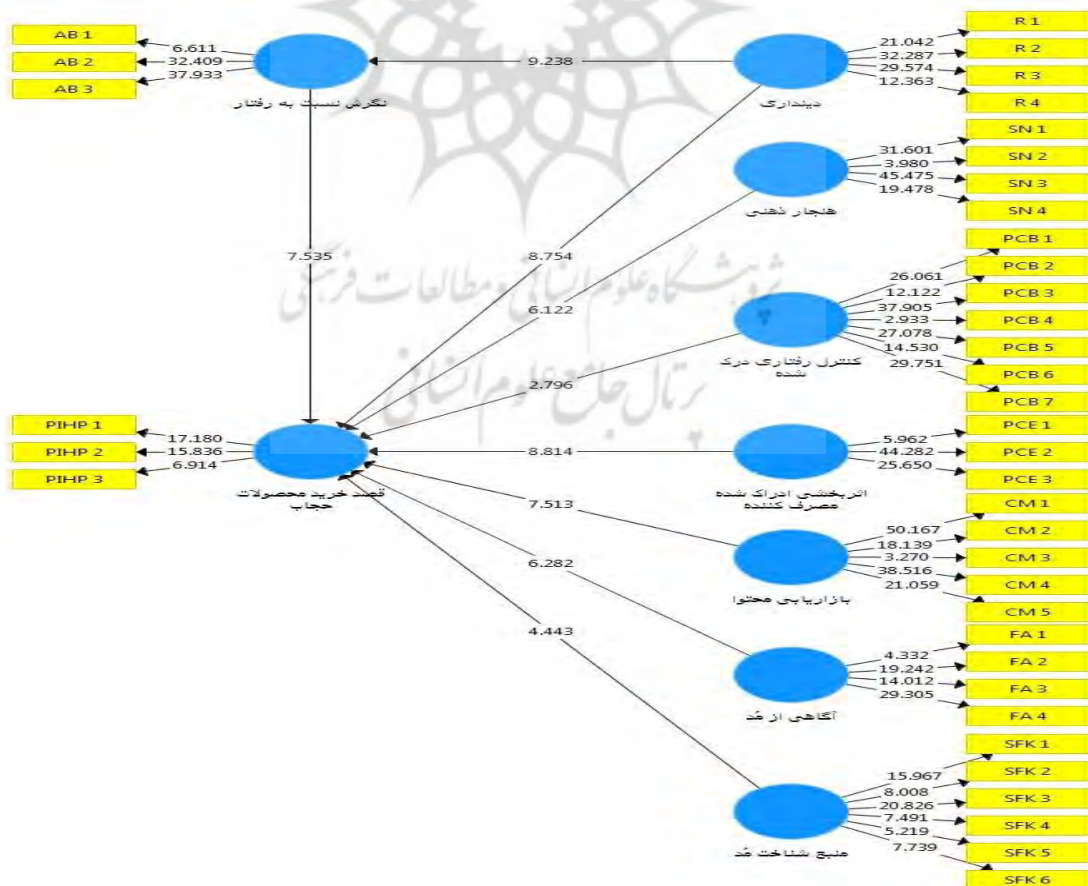 AB 1
AB 2
AB 3
6.611
32.409
37.933
نگرش نسبت به رفتار
9.238
دینداری
21.042
32.287
29.574
12.363
R 1
R 2
R 3
R 4
هنجار ذهنی
31.601
3.980
45.475
19.478
SN 1
SN 2
SN 3
SN 4
7.535
8.754
6.122
2.796
پژوهشگاه علوم انسانی و مطالعات فرهنگی
پرتال جامع علوم انسانی
کنترل رفتاری درک
شده
26.061
12.122
37.905
2.933
27.078
14.530
29.751
PCB 1
PCB 2
PCB 3
PCB 4
PCB 5
PCB 6
PCB 7
PIHP 1
PIHP 2
PIHP 3
17.180
15.836
6.914
قصد خرید محصولات
حجاب
8.814
اثربخشی ادراک شده
مصرف کننده
5.962
44.282
25.650
PCE 1
PCE 2
PCE 3
7.513
بازاریابی محتوا
50.167
18.139
3.270
38.516
21.059
CM 1
CM 2
CM 3
CM 4
CM 5
6.282
آگاهی از مُد
4.332
19.242
14.012
29.305
FA 1
FA 2
FA 3
FA 4
4.443
منبع شناخت مُد
15.967
8.008
20.826
7.491
5.219
7.739
SFK 1
SFK 2
SFK 3
SFK 4
SFK 5
SFK 6